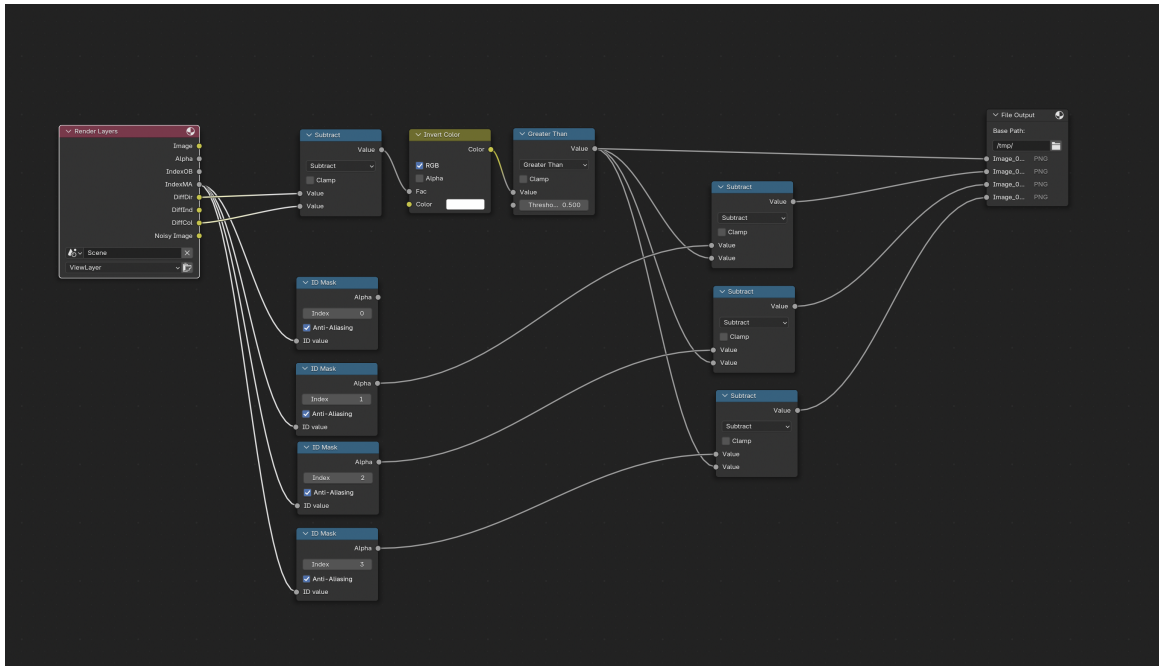 Render Layers
Image
Alpha
IndexOB
IndexMA
DiffDir
DiffInd
DiffCol
Noisy Image
Scene
ViewLayer
Subtract
Value
Subtract
Clamp
Value
Value
Invert Color
Color
RGB
Alpha
Fac
Color
Greater Than
Value
Greater Than
Clamp
Value
Thresho... 0.500
ID Mask
Alpha
Index 0
Anti-Aliasing
ID value
ID Mask
Alpha
Index 1
Anti-Aliasing
ID value
ID Mask
Alpha
Index 2
Anti-Aliasing
ID value
ID Mask
Alpha
Index 3
Anti-Aliasing
ID value
Subtract
Value
Subtract
Clamp
Value
Value
Subtract
Value
Subtract
Clamp
Value
Value
Subtract
Value
Subtract
Clamp
Value
Value
File Output
Base Path:
/tmp/
Image_0... PNG
Image_0... PNG
Image_0... PNG
Image_0... PNG